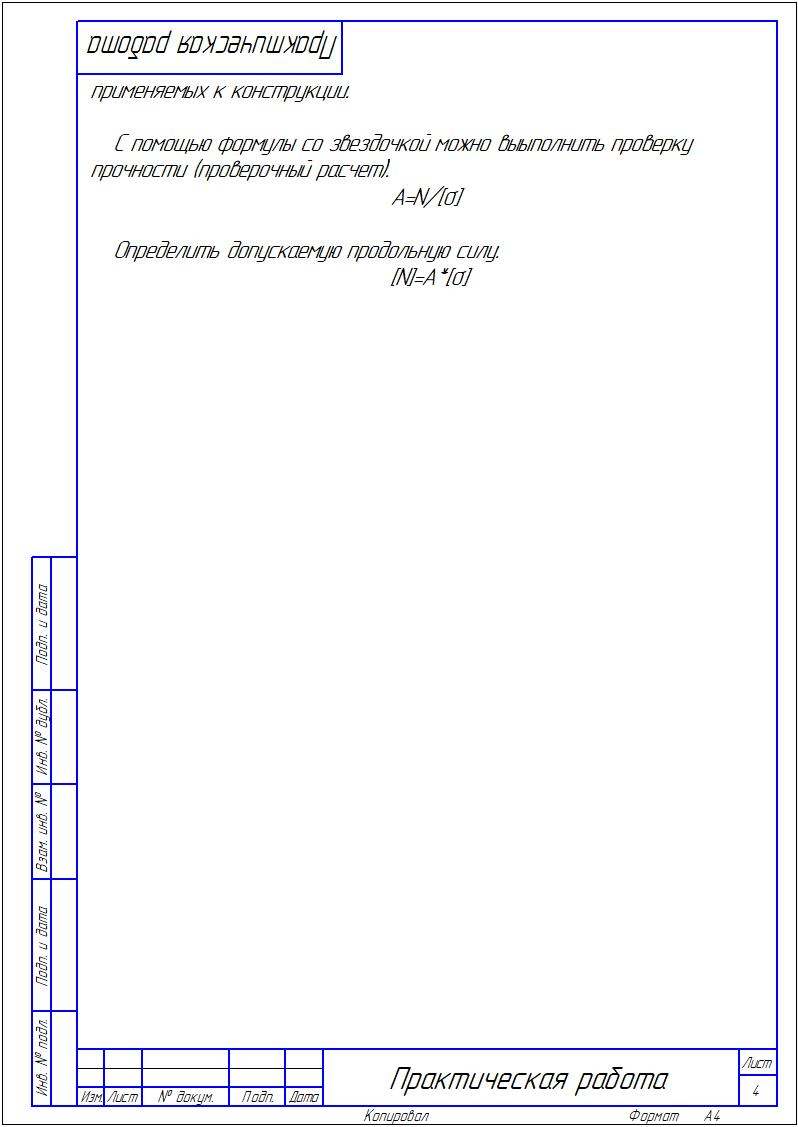 Практическая работа
применяемых к конструкции.
С помощью формулы со звездочкой можно выыполнить проверку
прочности (проверочный расчет).
A=N/[σ]
Определить допускаемую продольную силу.
[N]=A*[σ]
Подп. и дата
Инв. № дубл.
Взам. инв. №
Подп. и дата
Инв. № подл.
Изм. Лист № докум. Подп. Дата
Практическая работа
Лист
4
Копировал Формат А4